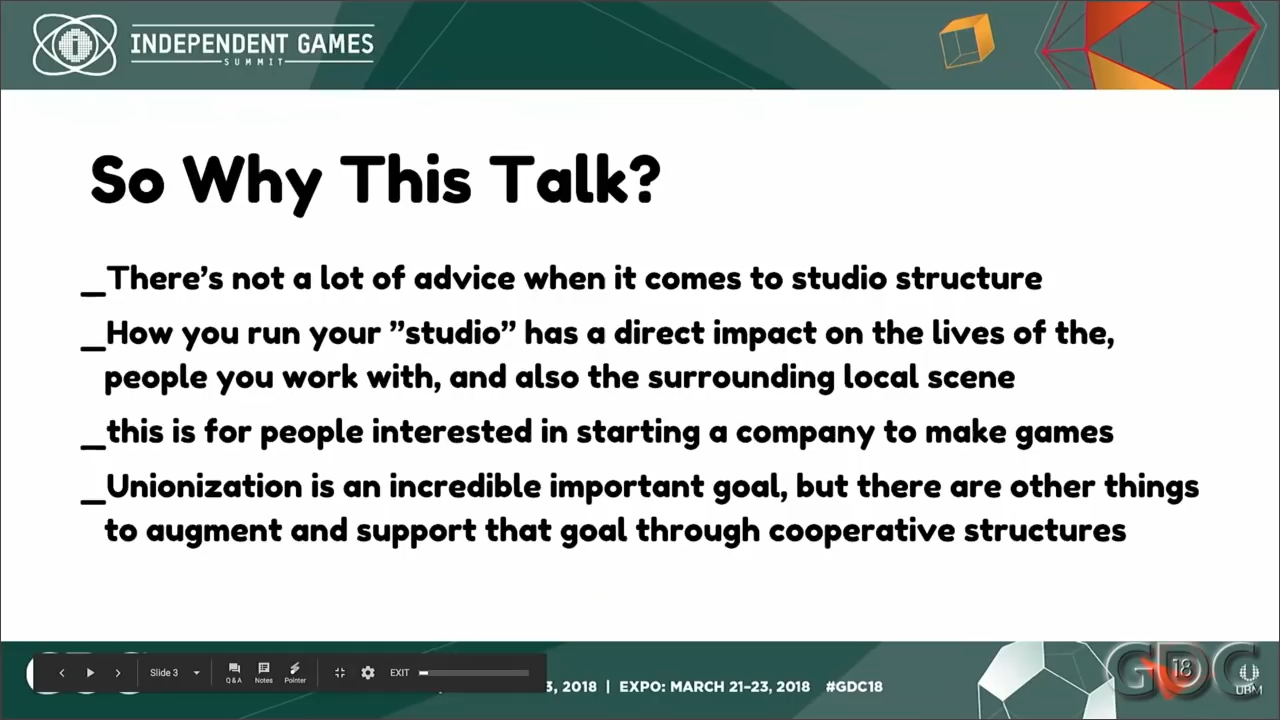 INDEPENDENT GAMES
SUMMIT
So Why This Talk?
_There’s not a lot of advice when it comes to studio structure
_How you run your ”studio” has a direct impact on the lives of the,
people you work with, and also the surrounding local scene
_this is for people interested in starting a company to make games
_Unionization is an incredible important goal, but there are other things
to augment and support that goal through cooperative structures
Slide 3
Q&A
Notes
Pointer
EXIT
3, 2018 | EXPO: MARCH 21–23, 2018 #GDC18
GDC
18
UBM